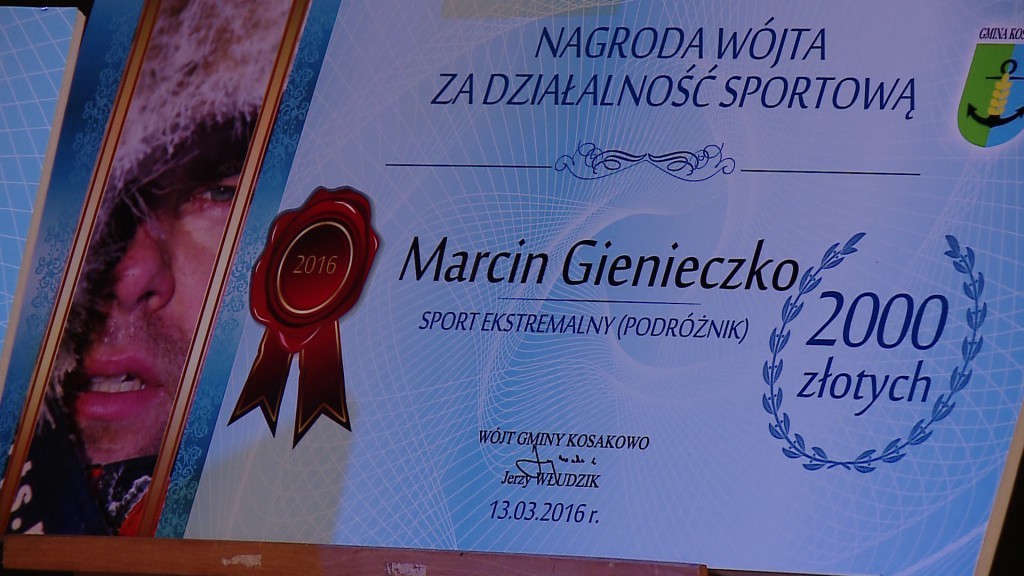 NAGRODA WÓJTA
ZA DZIAŁALNOŚĆ SPORTOWĄ
GMINA
2016
Marcin Gienieczko
SPORT EKSTREMALNY (PODRÓŻNIK)
2000
złotych
WÓJT GMINY KOSAKOWO
Jerzy WŁUDZIK
13.03.2016 r.